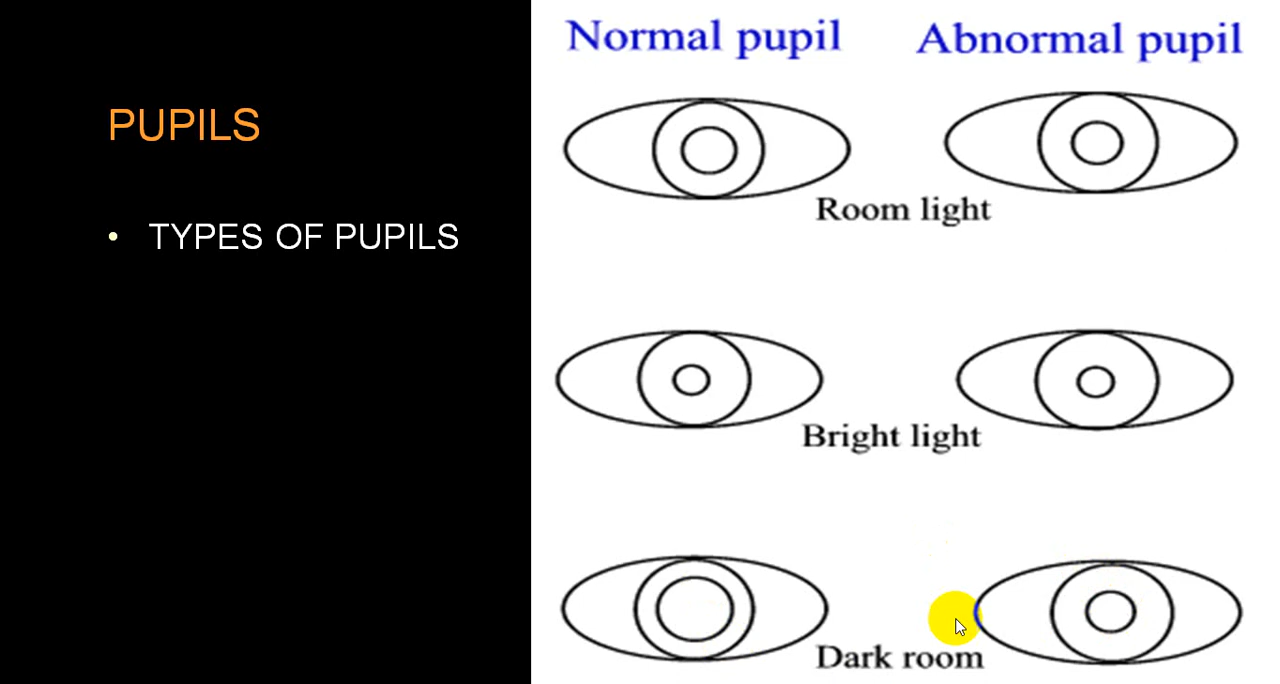 PUPILS
• TYPES OF PUPILS
Normal pupil
Abnormal pupil
Room light
Bright light
Dark room